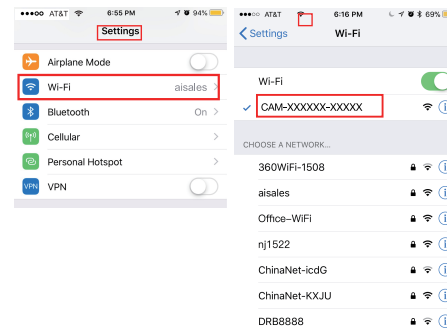 AT&T 6:55 PM 94%
Settings
Airplane Mode
Wi-Fi aisales
Bluetooth On
Cellular
Personal Hotspot
VPN VPN
AT&T 6:16 PM 69%
Settings Wi-Fi
Wi-Fi
CAM-XXXXXX-XXXXX
CHOOSE A NETWORK...
360WiFi-1508
aisales
Office-WiFi
nj1522
ChinaNet-icdG
ChinaNet-KXJU
DRB8888